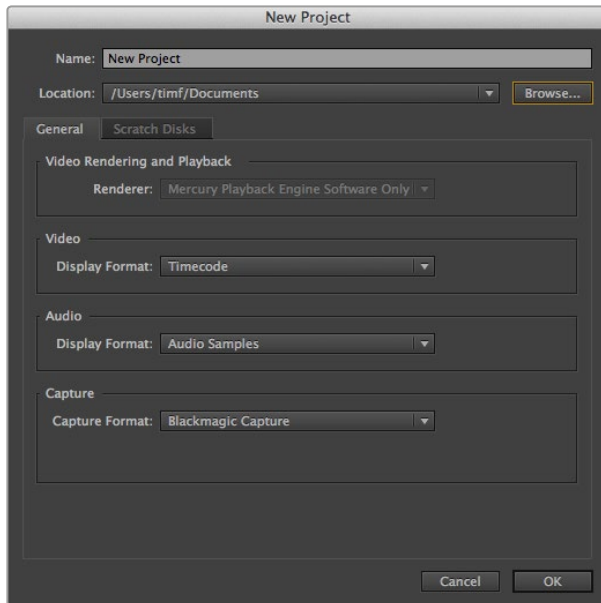 New Project
Name: New Project
Location: /Users/timf/Documents Browse...
General Scratch Disks
Video Rendering and Playback
Renderer: Mercury Playback Engine Software Only
Video
Display Format: Timecode
Audio
Display Format: Audio Samples
Capture
Capture Format: Blackmagic Capture
Cancel OK